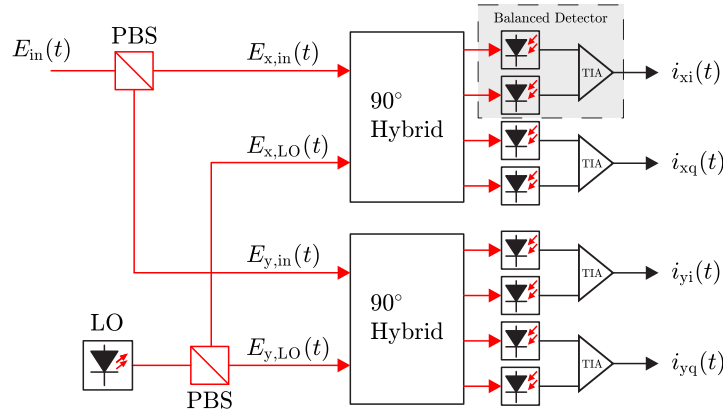 Balanced Detector
E_in(t)
PBS
E_x,in(t)
90°
Hybrid
TIA
i_xi(t)
E_x,LO(t)
TIA
i_xq(t)
E_y,in(t)
90°
Hybrid
TIA
i_yi(t)
LO
E_y,LO(t)
PBS
TIA
i_yq(t)